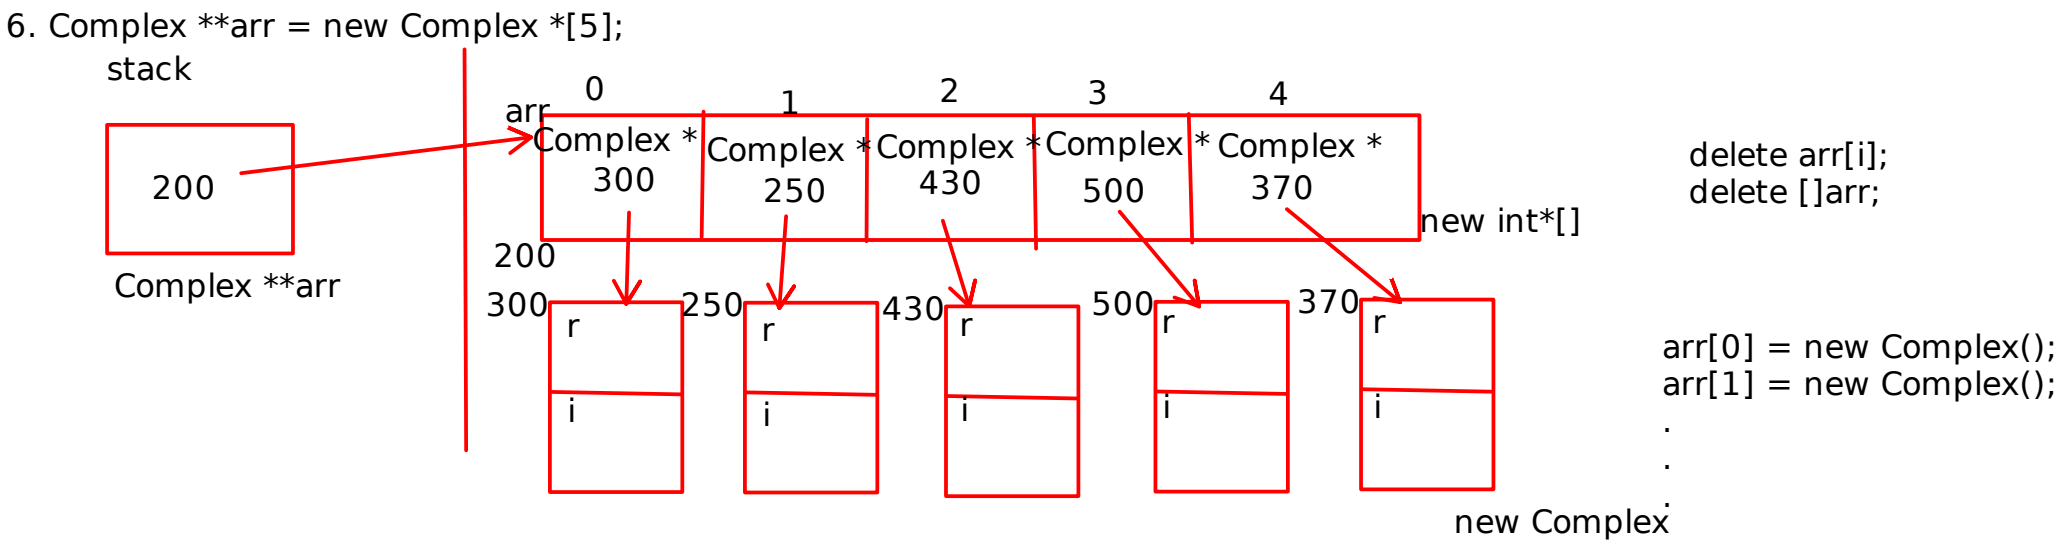 6. Complex **arr = new Complex *[5];
stack
0 1 2 3 4
arr
Complex * Complex * Complex * Complex * Complex *
300 250 430 500 370
200
delete arr[i];
delete []arr;
new int*[]
200
Complex **arr
300 250 430 500 370
r r r r r
i i i i i
arr[0] = new Complex();
arr[1] = new Complex();
.
.
.
new Complex